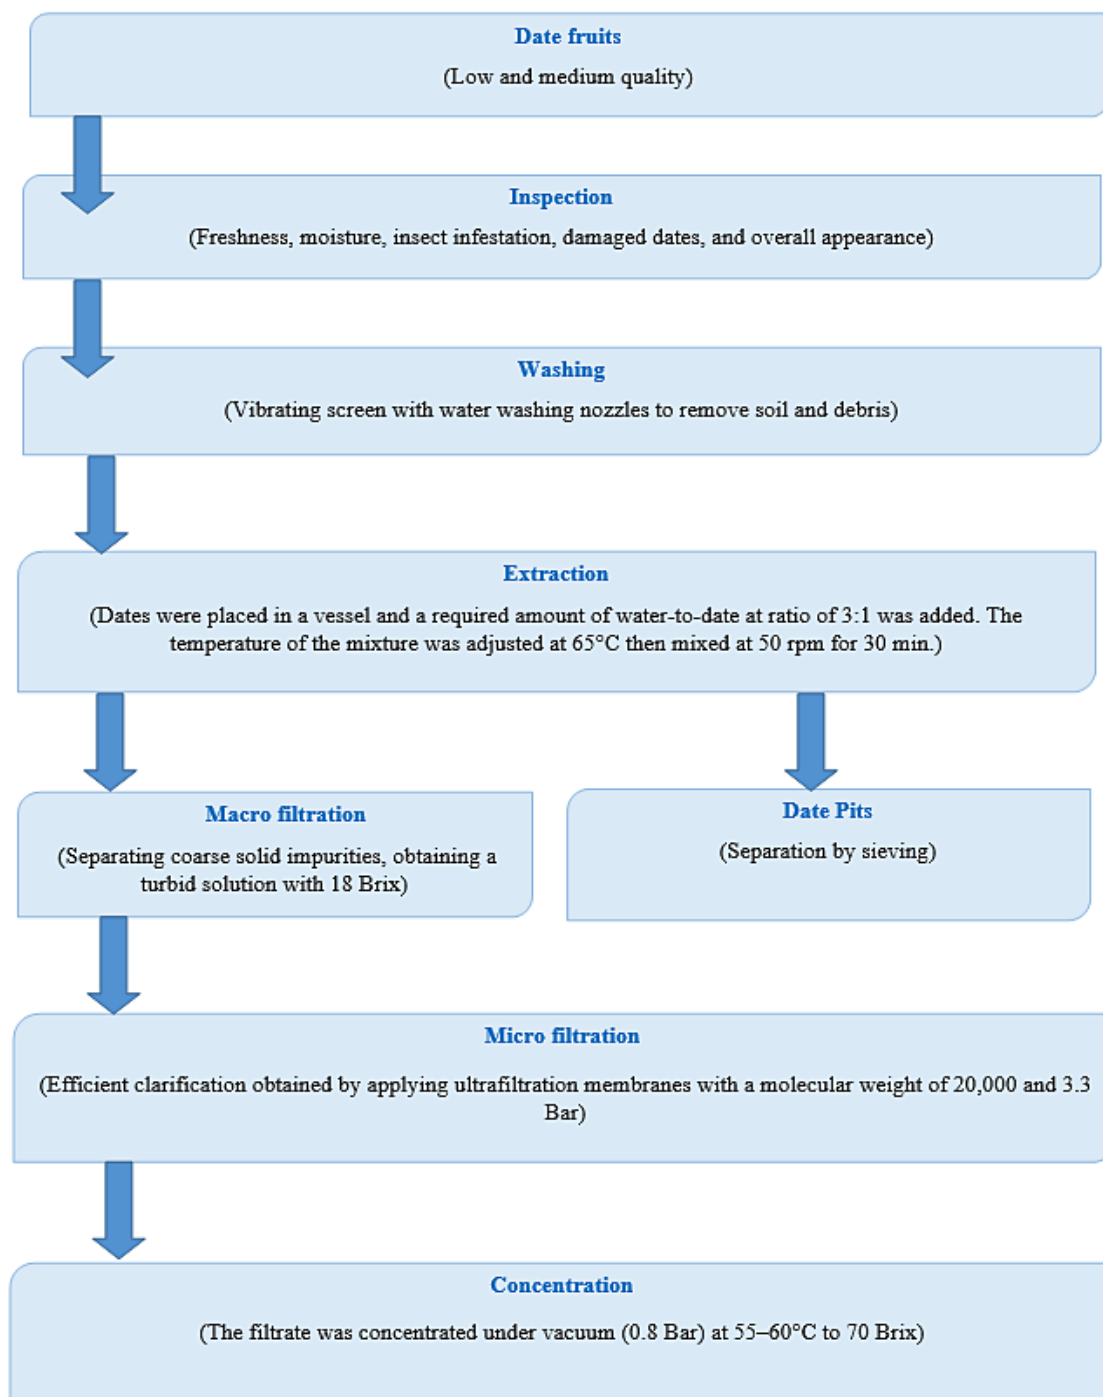 Date fruits
(Low and medium quality)
Inspection
(Freshness, moisture, insect infestation, damaged dates, and overall appearance)
Washing
(Vibrating screen with water washing nozzles to remove soil and debris)
Extraction
(Dates were placed in a vessel and a required amount of water-to-date at ratio of 3:1 was added. The
temperature of the mixture was adjusted at 65°C then mixed at 50 rpm for 30 min.)
Macro filtration
(Separating coarse solid impurities, obtaining a
turbid solution with 18 Brix)
Date Pits
(Separation by sieving)
Micro filtration
(Efficient clarification obtained by applying ultrafiltration membranes with a molecular weight of 20,000 and 3.3
Bar)
Concentration
(The filtrate was concentrated under vacuum (0.8 Bar) at 55–60°C to 70 Brix)